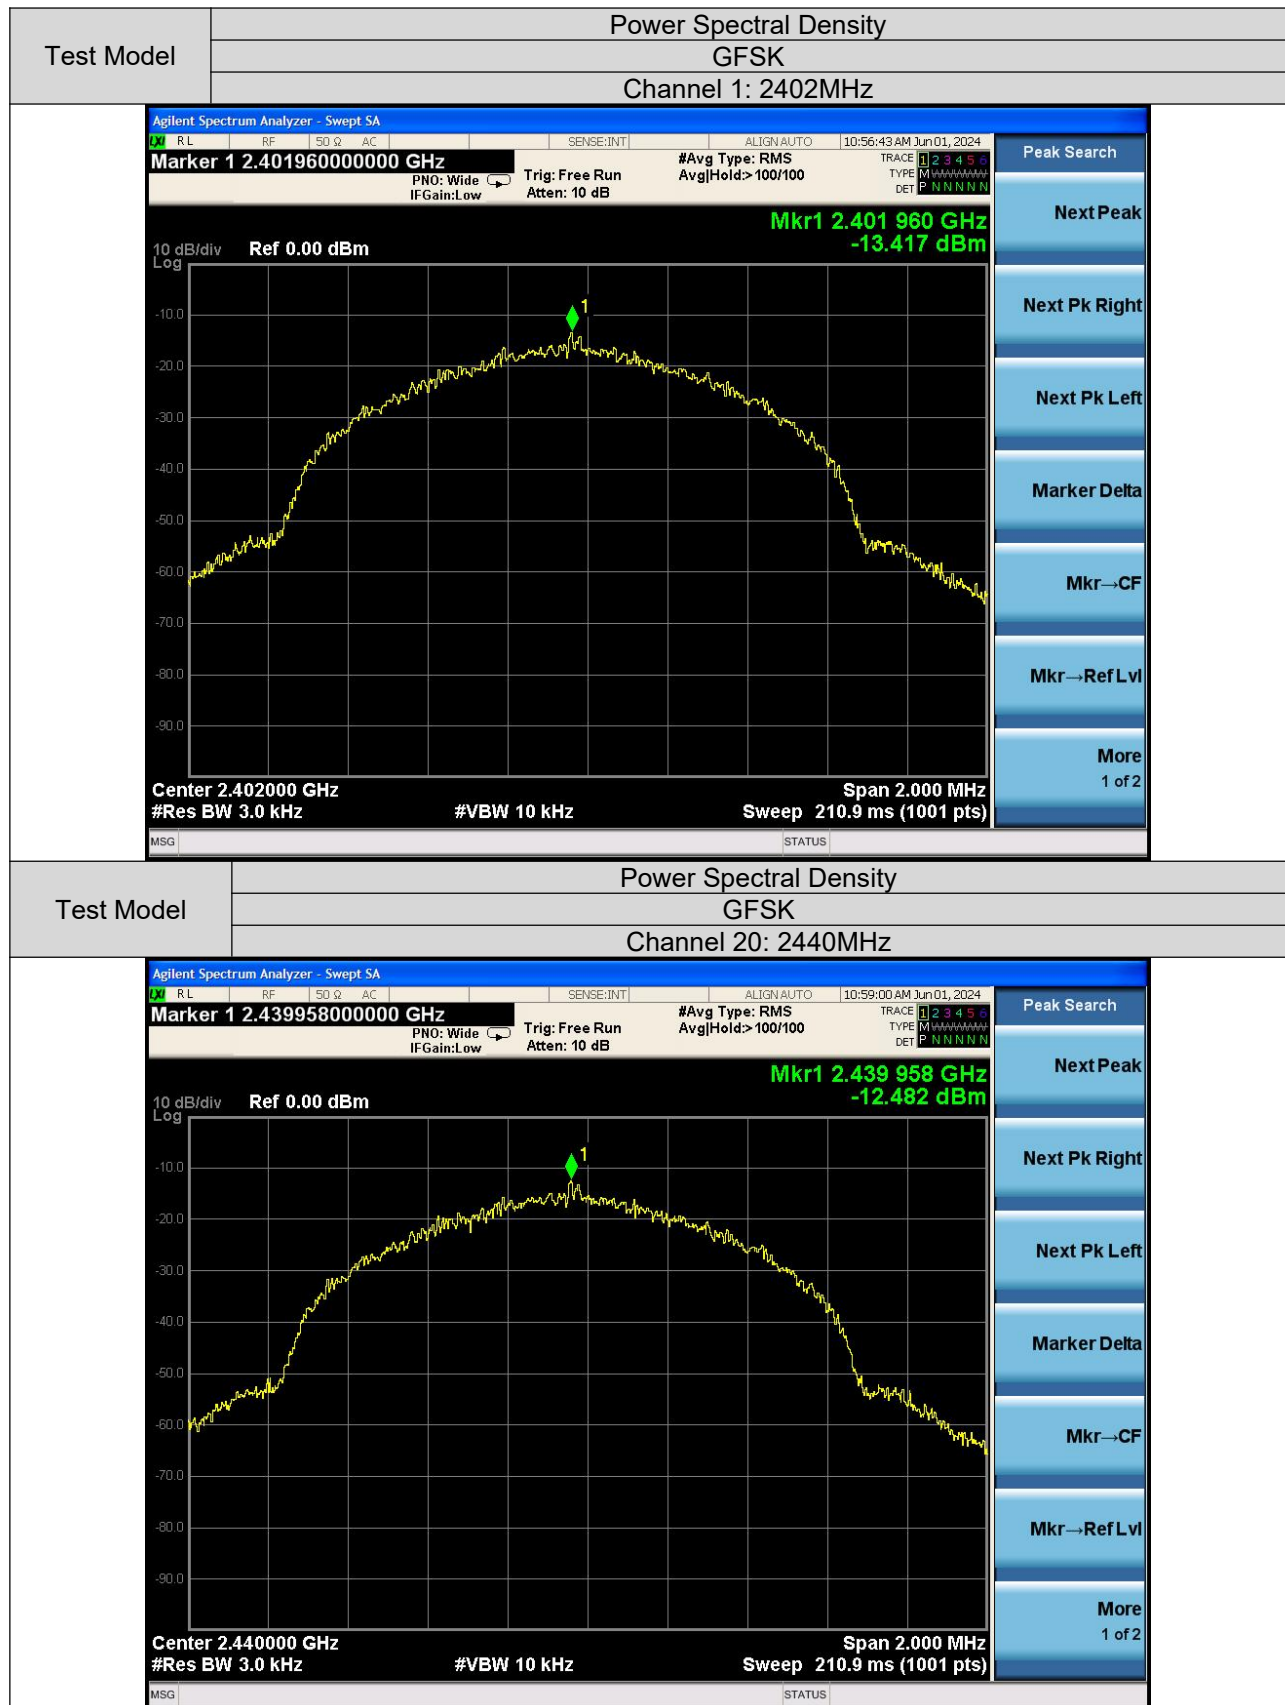 Test Model
Power Spectral Density
GFSK
Channel 1: 2402MHz
Agilent Spectrum Analyzer - Swept SA
LXI RL RF 50 Ω AC SENSE:INT ALIGN AUTO 10:56:43 AM Jun 01, 2024
Marker 1 2.401960000000 GHz
PNO: Wide
IFGain:Low
Trig: Free Run
Atten: 10 dB
#Avg Type: RMS
Avg|Hold:> 100/100
TRACE 1 2 3 4 5 6
TYPE M
DET P N N N N N
Mkr1 2.401 960 GHz
-13.417 dBm
10 dB/div Ref 0.00 dBm
Log
1
-10.0
-20.0
-30.0
-40.0
-50.0
-60.0
-70.0
-80.0
-90.0
Center 2.402000 GHz Span 2.000 MHz
#Res BW 3.0 kHz #VBW 10 kHz Sweep 210.9 ms (1001 pts)
MSG STATUS
Peak Search
Next Peak
Next Pk Right
Next Pk Left
Marker Delta
Mkr→CF
Mkr→Ref Lvl
More
1 of 2
Test Model
Power Spectral Density
GFSK
Channel 20: 2440MHz
Agilent Spectrum Analyzer - Swept SA
LXI RL RF 50 Ω AC SENSE:INT ALIGN AUTO 10:59:00 AM Jun 01, 2024
Marker 1 2.439958000000 GHz
PNO: Wide
IFGain:Low
Trig: Free Run
Atten: 10 dB
#Avg Type: RMS
Avg|Hold:> 100/100
TRACE 1 2 3 4 5 6
TYPE M
DET P N N N N N
Mkr1 2.439 958 GHz
-12.482 dBm
10 dB/div Ref 0.00 dBm
Log
1
-10.0
-20.0
-30.0
-40.0
-50.0
-60.0
-70.0
-80.0
-90.0
Center 2.440000 GHz Span 2.000 MHz
#Res BW 3.0 kHz #VBW 10 kHz Sweep 210.9 ms (1001 pts)
MSG STATUS
Peak Search
Next Peak
Next Pk Right
Next Pk Left
Marker Delta
Mkr→CF
Mkr→Ref Lvl
More
1 of 2